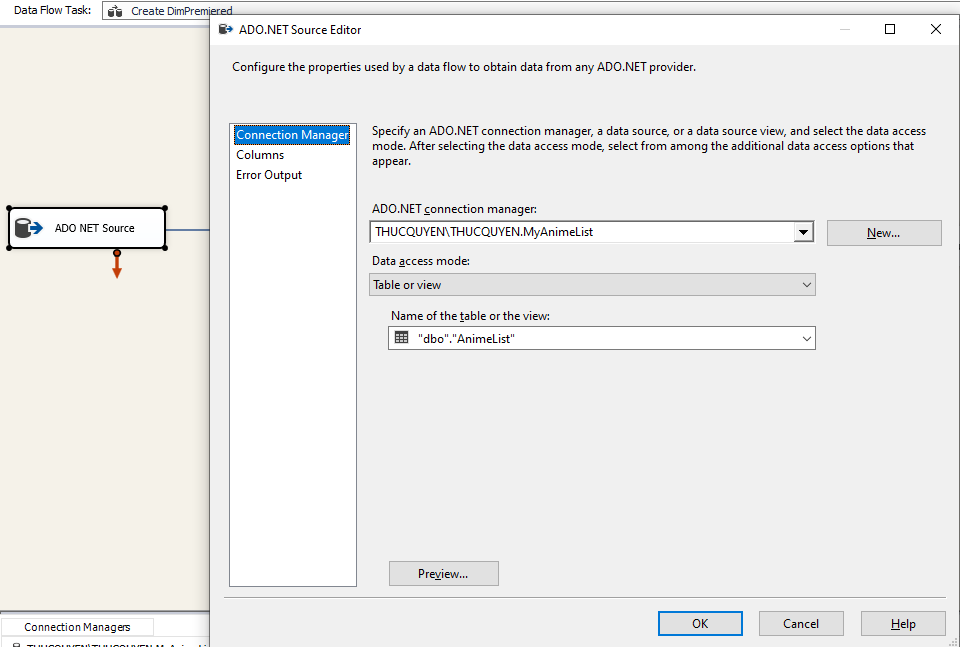 Data Flow Task:
Create DimPremiered
ADO.NET Source Editor
Configure the properties used by a data flow to obtain data from any ADO.NET provider.
Connection Manager
Columns
Error Output
Specify an ADO.NET connection manager, a data source, or a data source view, and select the data access
mode. After selecting the data access mode, select from among the additional data access options that
appear.
ADO.NET connection manager:
THUCQUYEN\THUCQUYEN.MyAnimeList
New...
Data access mode:
Table or view
Name of the table or the view:
"dbo"."AnimeList"
ADO NET Source
Preview...
OK
Cancel
Help
Connection Managers